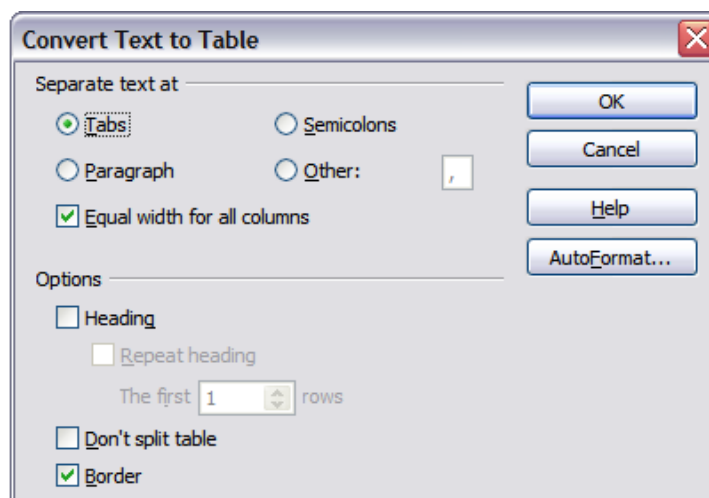 Convert Text to Table
Separate text at
Tabs
Semicolons
Paragraph
Other: ,
Equal width for all columns
OK
Cancel
Help
AutoFormat...
Options
Heading
Repeat heading
The first 1 rows
Don't split table
Border